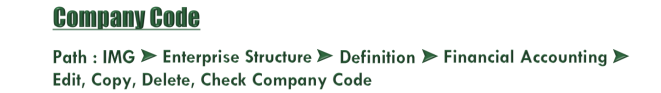 Company Code
Path : IMG ➤ Enterprise Structure ➤ Definition ➤ Financial Accounting ➤
Edit, Copy, Delete, Check Company Code